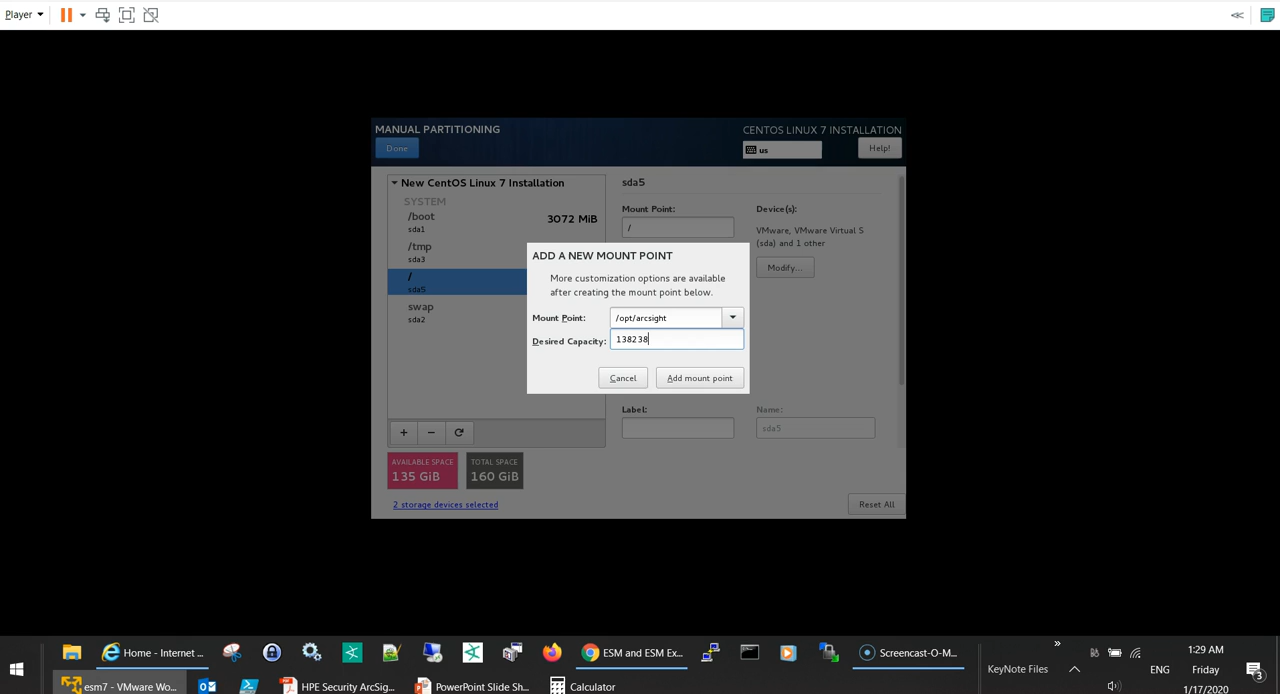 Player
MANUAL PARTITIONING
CENTOS LINUX 7 INSTALLATION
Done
us
Help!
New CentOS Linux 7 Installation
SYSTEM
/boot
3072 MiB
sda1
/tmp
sda3
/
sda5
swap
sda2
sda5
Mount Point:
/
Device(s):
VMware, VMware Virtual S
(sda) and 1 other
Modify...
ADD A NEW MOUNT POINT
More customization options are available
after creating the mount point below.
Mount Point:
/opt/arcsight
Desired Capacity:
138238
Cancel
Add mount point
Label:
Name:
sda5
+ −
AVAILABLE SPACE
135 GiB
TOTAL SPACE
160 GiB
2 storage devices selected
Reset All
Home - Internet ...
ESM and ESM Ex...
Screencast-O-M...
KeyNote Files
ENG
1:29 AM
Friday
1/17/2020
3
esm7 - VMware Wo...
HPE Security ArcSig...
PowerPoint Slide Sh...
Calculator